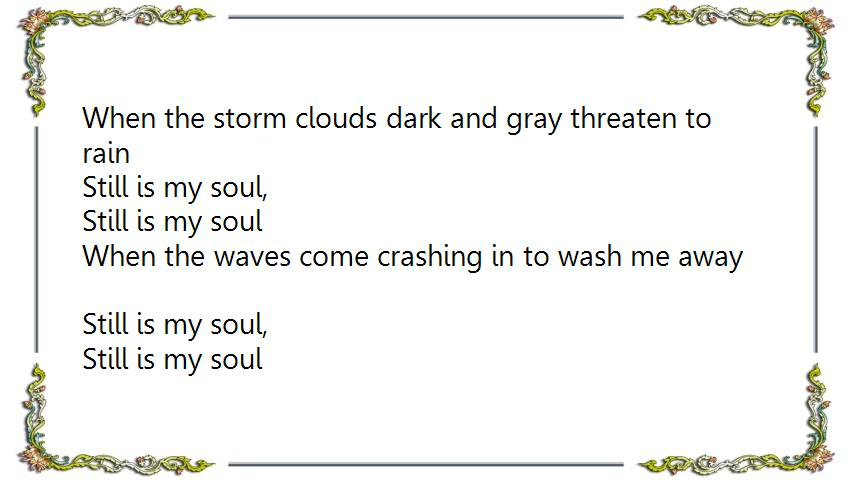 When the storm clouds dark and gray threaten to
rain
Still is my soul,
Still is my soul
When the waves come crashing in to wash me away
Still is my soul,
Still is my soul